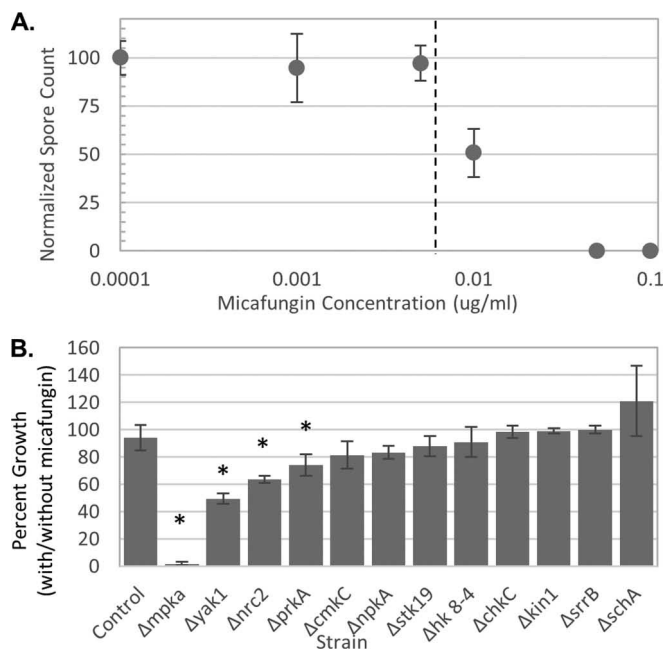 A.
Normalized Spore Count
100
75
50
25
0
0.0001
0.001
0.01
0.1
Micafungin Concentration (ug/ml)
B.
Percent Growth
(with/without micafungin)
160
140
120
100
80
60
40
20
0
*
*
*
*
Control
Δmpka
Δyak1
Δnrc2
Δprka
ΔcmkC
ΔnpkA
Δstk19
Δhk 8-4
ΔchkC
Δkin1
ΔsrrB
ΔschA
Strain